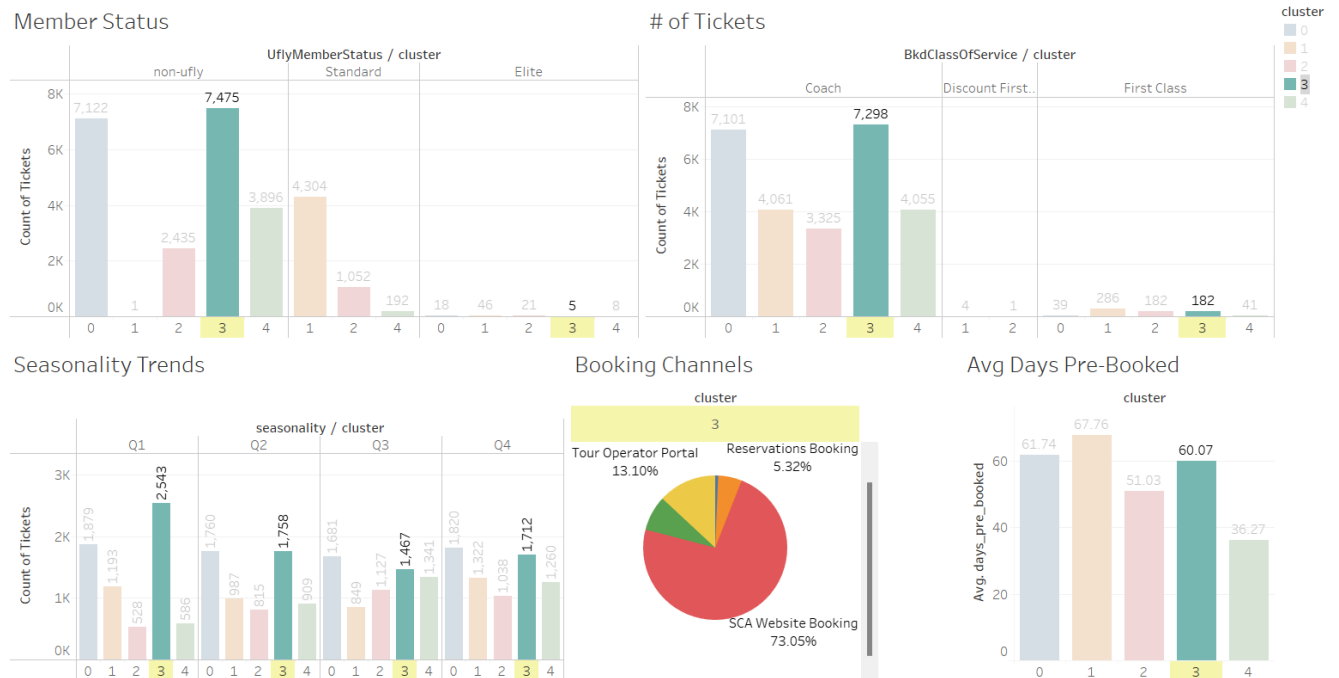 Member Status
UflyMemberStatus / cluster
non-ufly Standard Elite
Count of Tickets
8K
6K
4K
2K
0K
7,122 1 2,435 7,475 3,896 4,304 1,052 192 18 46 21 5 8
0 1 2 3 4 1 2 4 0 1 2 3 4
# of Tickets
BkdClassOfService / cluster
Coach Discount First.. First Class
Count of Tickets
8K
6K
4K
2K
0K
7,101 4,061 3,325 7,298 4,055 4 1 39 286 182 182 41
0 1 2 3 4 1 2 0 1 2 3 4
cluster
0
1
2
3
4
Seasonality Trends
seasonality / cluster
Q1 Q2 Q3 Q4
Count of Tickets
3K
2K
1K
0K
1,879 1,193 528 2,543 586 1,760 987 815 1,758 909 1,681 849 1,127 1,467 1,341 1,820 1,322 1,038 1,712 1,260
0 1 2 3 4 0 1 2 3 4 0 1 2 3 4 0 1 2 3 4
Booking Channels
cluster
3
Tour Operator Portal
13.10%
Reservations Booking
5.32%
SCA Website Booking
73.05%
Avg Days Pre-Booked
cluster
Avg. days_pre_booked
60
40
20
0
61.74 67.76 51.03 60.07 36.27
0 1 2 3 4